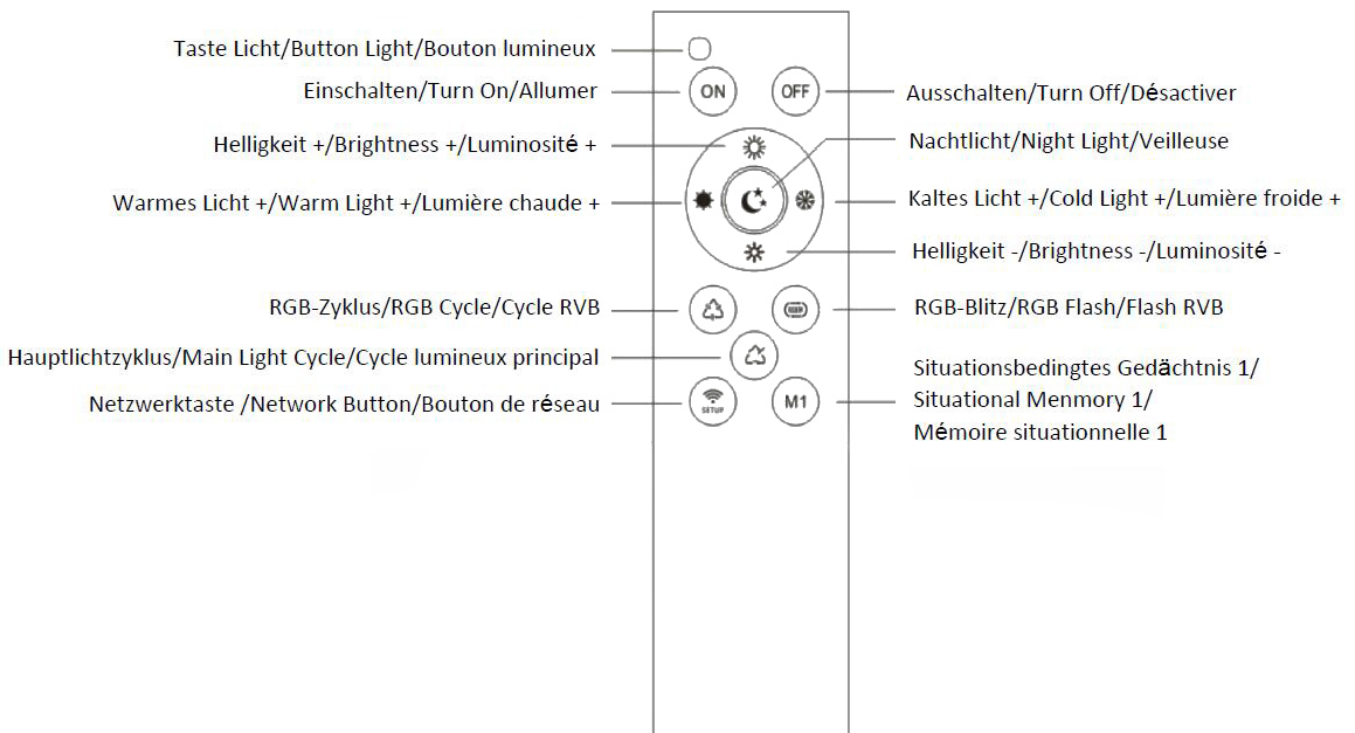 Taste Licht/Button Light/Bouton lumineux
Einschalten/Turn On/Allumer
ON
OFF
Ausschalten/Turn Off/Désactiver
Helligkeit +/Brightness +/Luminosité +
Nachtlicht/Night Light/Veilleuse
Warmes Licht +/Warm Light +/Lumière chaude +
Kaltes Licht +/Cold Light +/Lumière froide +
Helligkeit -/Brightness -/Luminosité -
RGB-Zyklus/RGB Cycle/Cycle RVB
RGB-Blitz/RGB Flash/Flash RVB
Hauptlichtzyklus/Main Light Cycle/Cycle lumineux principal
Netzwerktaste /Network Button/Bouton de réseau
SETUP
M1
Situationsbedingtes Gedächtnis 1/
Situational Menmory 1/
Mémoire situationnelle 1